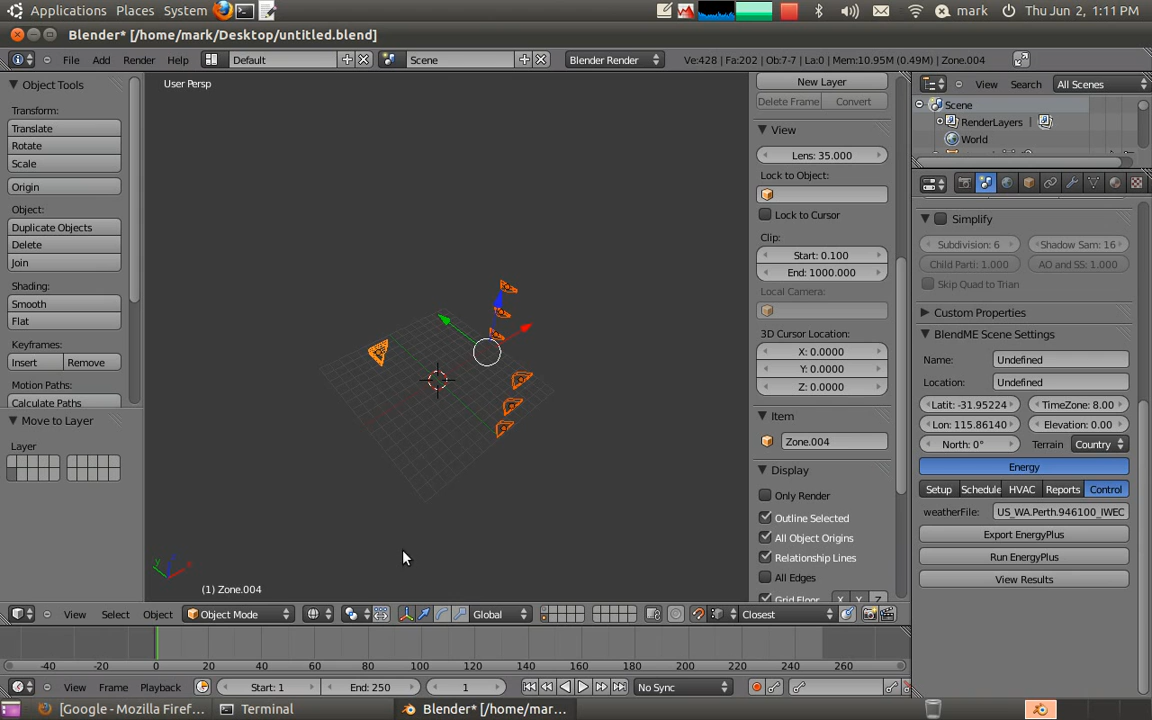 Applications Places System mark Thu Jun 2, 1:11 PM
Blender* [/home/mark/Desktop/untitled.blend]
File Add Render Help Default Scene Blender Render Ve:428 | Fa:202 | Ob:7-7 | La:0 | Mem:10.95M (0.49M) | Zone.004
Object Tools
Transform:
Translate
Rotate
Scale
Origin
Object:
Duplicate Objects
Delete
Join
Shading:
Smooth
Flat
Keyframes:
Insert Remove
Motion Paths:
Calculate Paths
Move to Layer
Layer
User Persp
(1) Zone.004
New Layer
Delete Frame Convert
View
Lens: 35.000
Lock to Object:
Lock to Cursor
Clip:
Start: 0.100
End: 1000.000
Local Camera:
3D Cursor Location:
X: 0.0000
Y: 0.0000
Z: 0.0000
Item
Zone.004
Display
Only Render
Outline Selected
All Object Origins
Relationship Lines
All Edges
Grid Floor X Y Z
View Search All Scenes
Scene
RenderLayers
World
Simplify
Subdivision: 6 Shadow Sam: 16
Child Parti: 1.000 AO and SS: 1.000
Skip Quad to Trian
Custom Properties
BlendME Scene Settings
Name: Undefined
Location: Undefined
Latit: -31.95224 TimeZone: 8.00
Lon: 115.86140 Elevation: 0.00
North: 0° Terrain Country
Energy
Setup Schedule HVAC Reports Control
weatherFile: US_WA.Perth.946100_IWEC
Export EnergyPlus
Run EnergyPlus
View Results
View Select Object Object Mode Global Closest
-40 -20 0 20 40 60 80 100 120 140 160 180 200 220 240 260
View Frame Playback Start: 1 End: 250 1 No Sync
[Google - Mozilla Firef... Terminal Blender* [/home/mar...